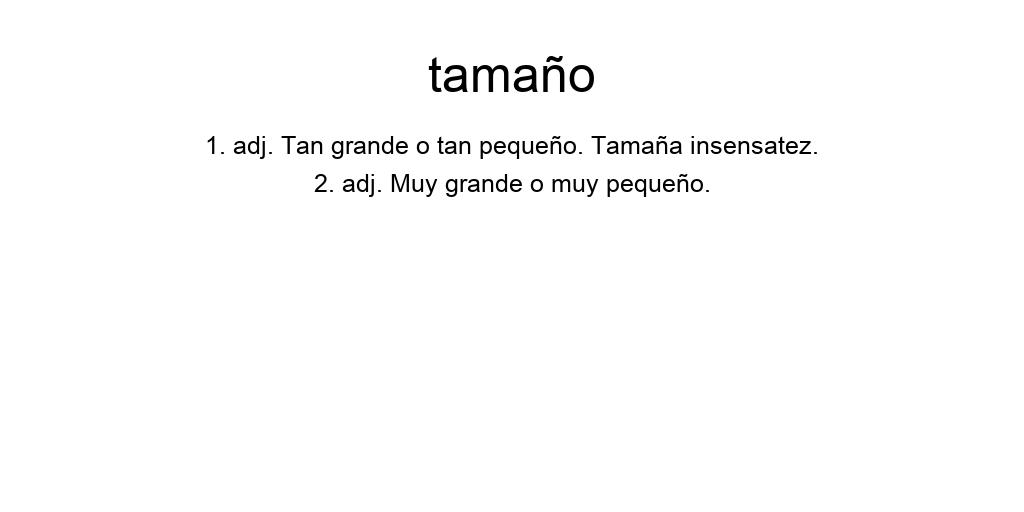 tamaño
1. adj. Tan grande o tan pequeño. Tamaña insensatez.
2. adj. Muy grande o muy pequeño.